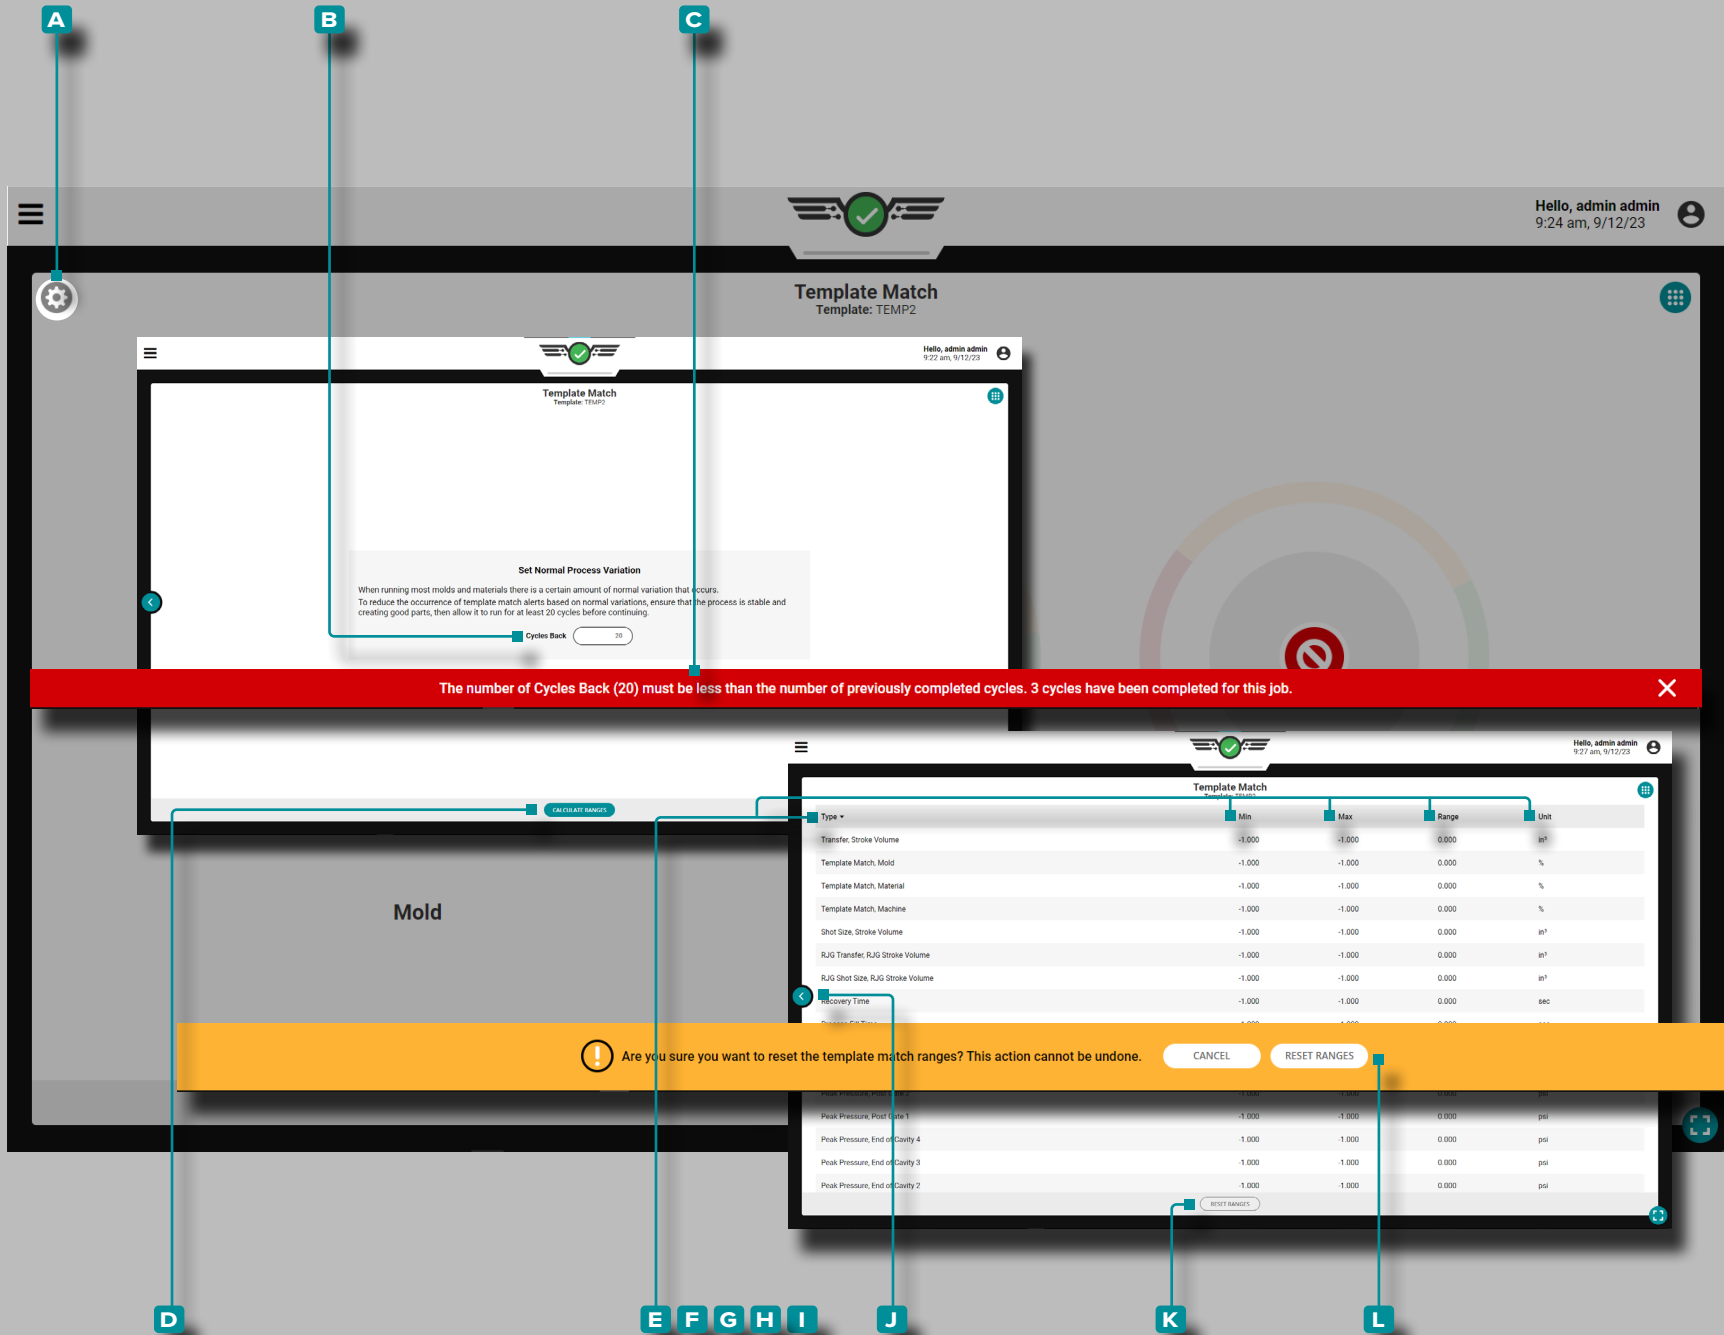 A B C
Hello, admin admin
9:24 am, 9/12/23
Template Match
Template: TEMP2
Hello, admin admin
9:22 am, 9/12/23
Template Match
Template: TEMP2
Set Normal Process Variation
When running most molds and materials there is a certain amount of normal variation that occurs.
To reduce the occurrence of template match alerts based on normal variations, ensure that the process is stable and
creating good parts, then allow it to run for at least 20 cycles before continuing.
Cycles Back 20
The number of Cycles Back (20) must be less than the number of previously completed cycles. 3 cycles have been completed for this job.
CALCULATE RANGES
Mold
Hello, admin admin
9:27 am, 9/12/23
Template Match
Template: TEMP2
Type Min Max Range Unit
Transfer, Stroke Volume -1.000 -1.000 0.000 in³
Template Match, Mold -1.000 -1.000 0.000 %
Template Match, Material -1.000 -1.000 0.000 %
Template Match, Machine -1.000 -1.000 0.000 %
Shot Size, Stroke Volume -1.000 -1.000 0.000 in³
RJG Transfer, RJG Stroke Volume -1.000 -1.000 0.000 in³
RJG Shot Size, RJG Stroke Volume -1.000 -1.000 0.000 in³
Recovery Time -1.000 -1.000 0.000 sec
Are you sure you want to reset the template match ranges? This action cannot be undone. CANCEL RESET RANGES
Peak Pressure, Post Gate 1 -1.000 -1.000 0.000 psi
Peak Pressure, End of Cavity 4 -1.000 -1.000 0.000 psi
Peak Pressure, End of Cavity 3 -1.000 -1.000 0.000 psi
Peak Pressure, End of Cavity 2 -1.000 -1.000 0.000 psi
RESET RANGES
D E F G H I J K L